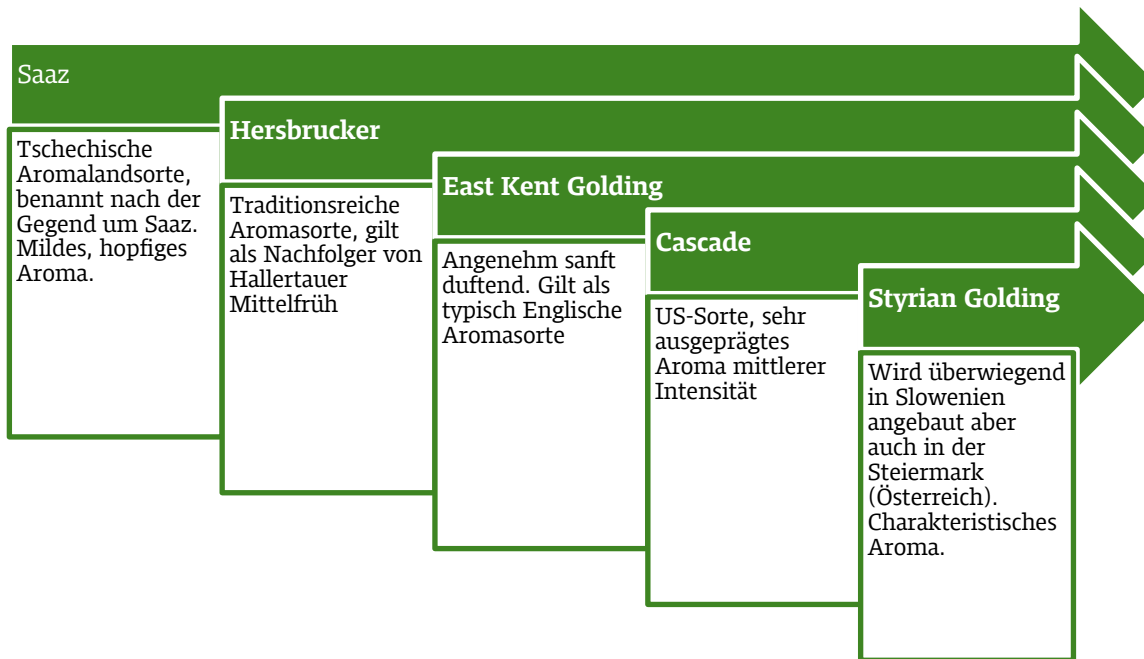 Saaz
Tschechische
Aromalandsorte,
benannt nach der
Gegend um Saaz.
Mildes, hopfiges
Aroma.
Hersbrucker
Traditionsreiche
Aromasorte, gilt
als Nachfolger von
Hallertauer
Mittelfrüh
East Kent Golding
Angenehm sanft
duftend. Gilt als
typisch Englische
Aromasorte
Cascade
US-Sorte, sehr
ausgeprägtes
Aroma mittlerer
Intensität
Styrian Golding
Wird überwiegend
in Slowenien
angebaut aber
auch in der
Steiermark
(Österreich).
Charakteristisches
Aroma.